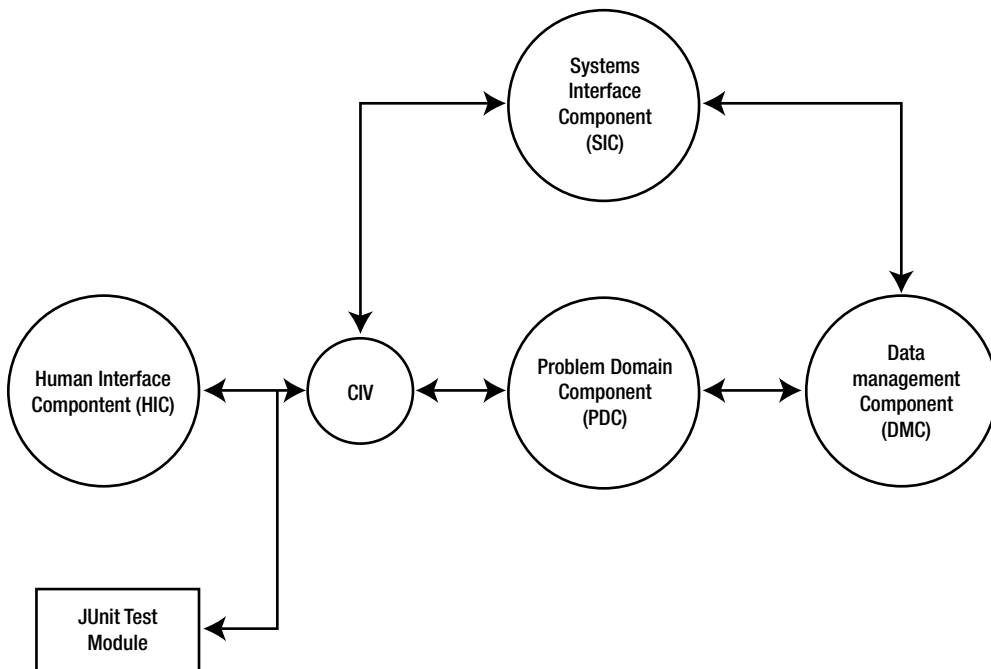 Systems
Interface
Component
(SIC)
Human Interface
Compontent (HIC)
CIV
Problem Domain
Component
(PDC)
Data
management
Component
(DMC)
JUnit Test
Module